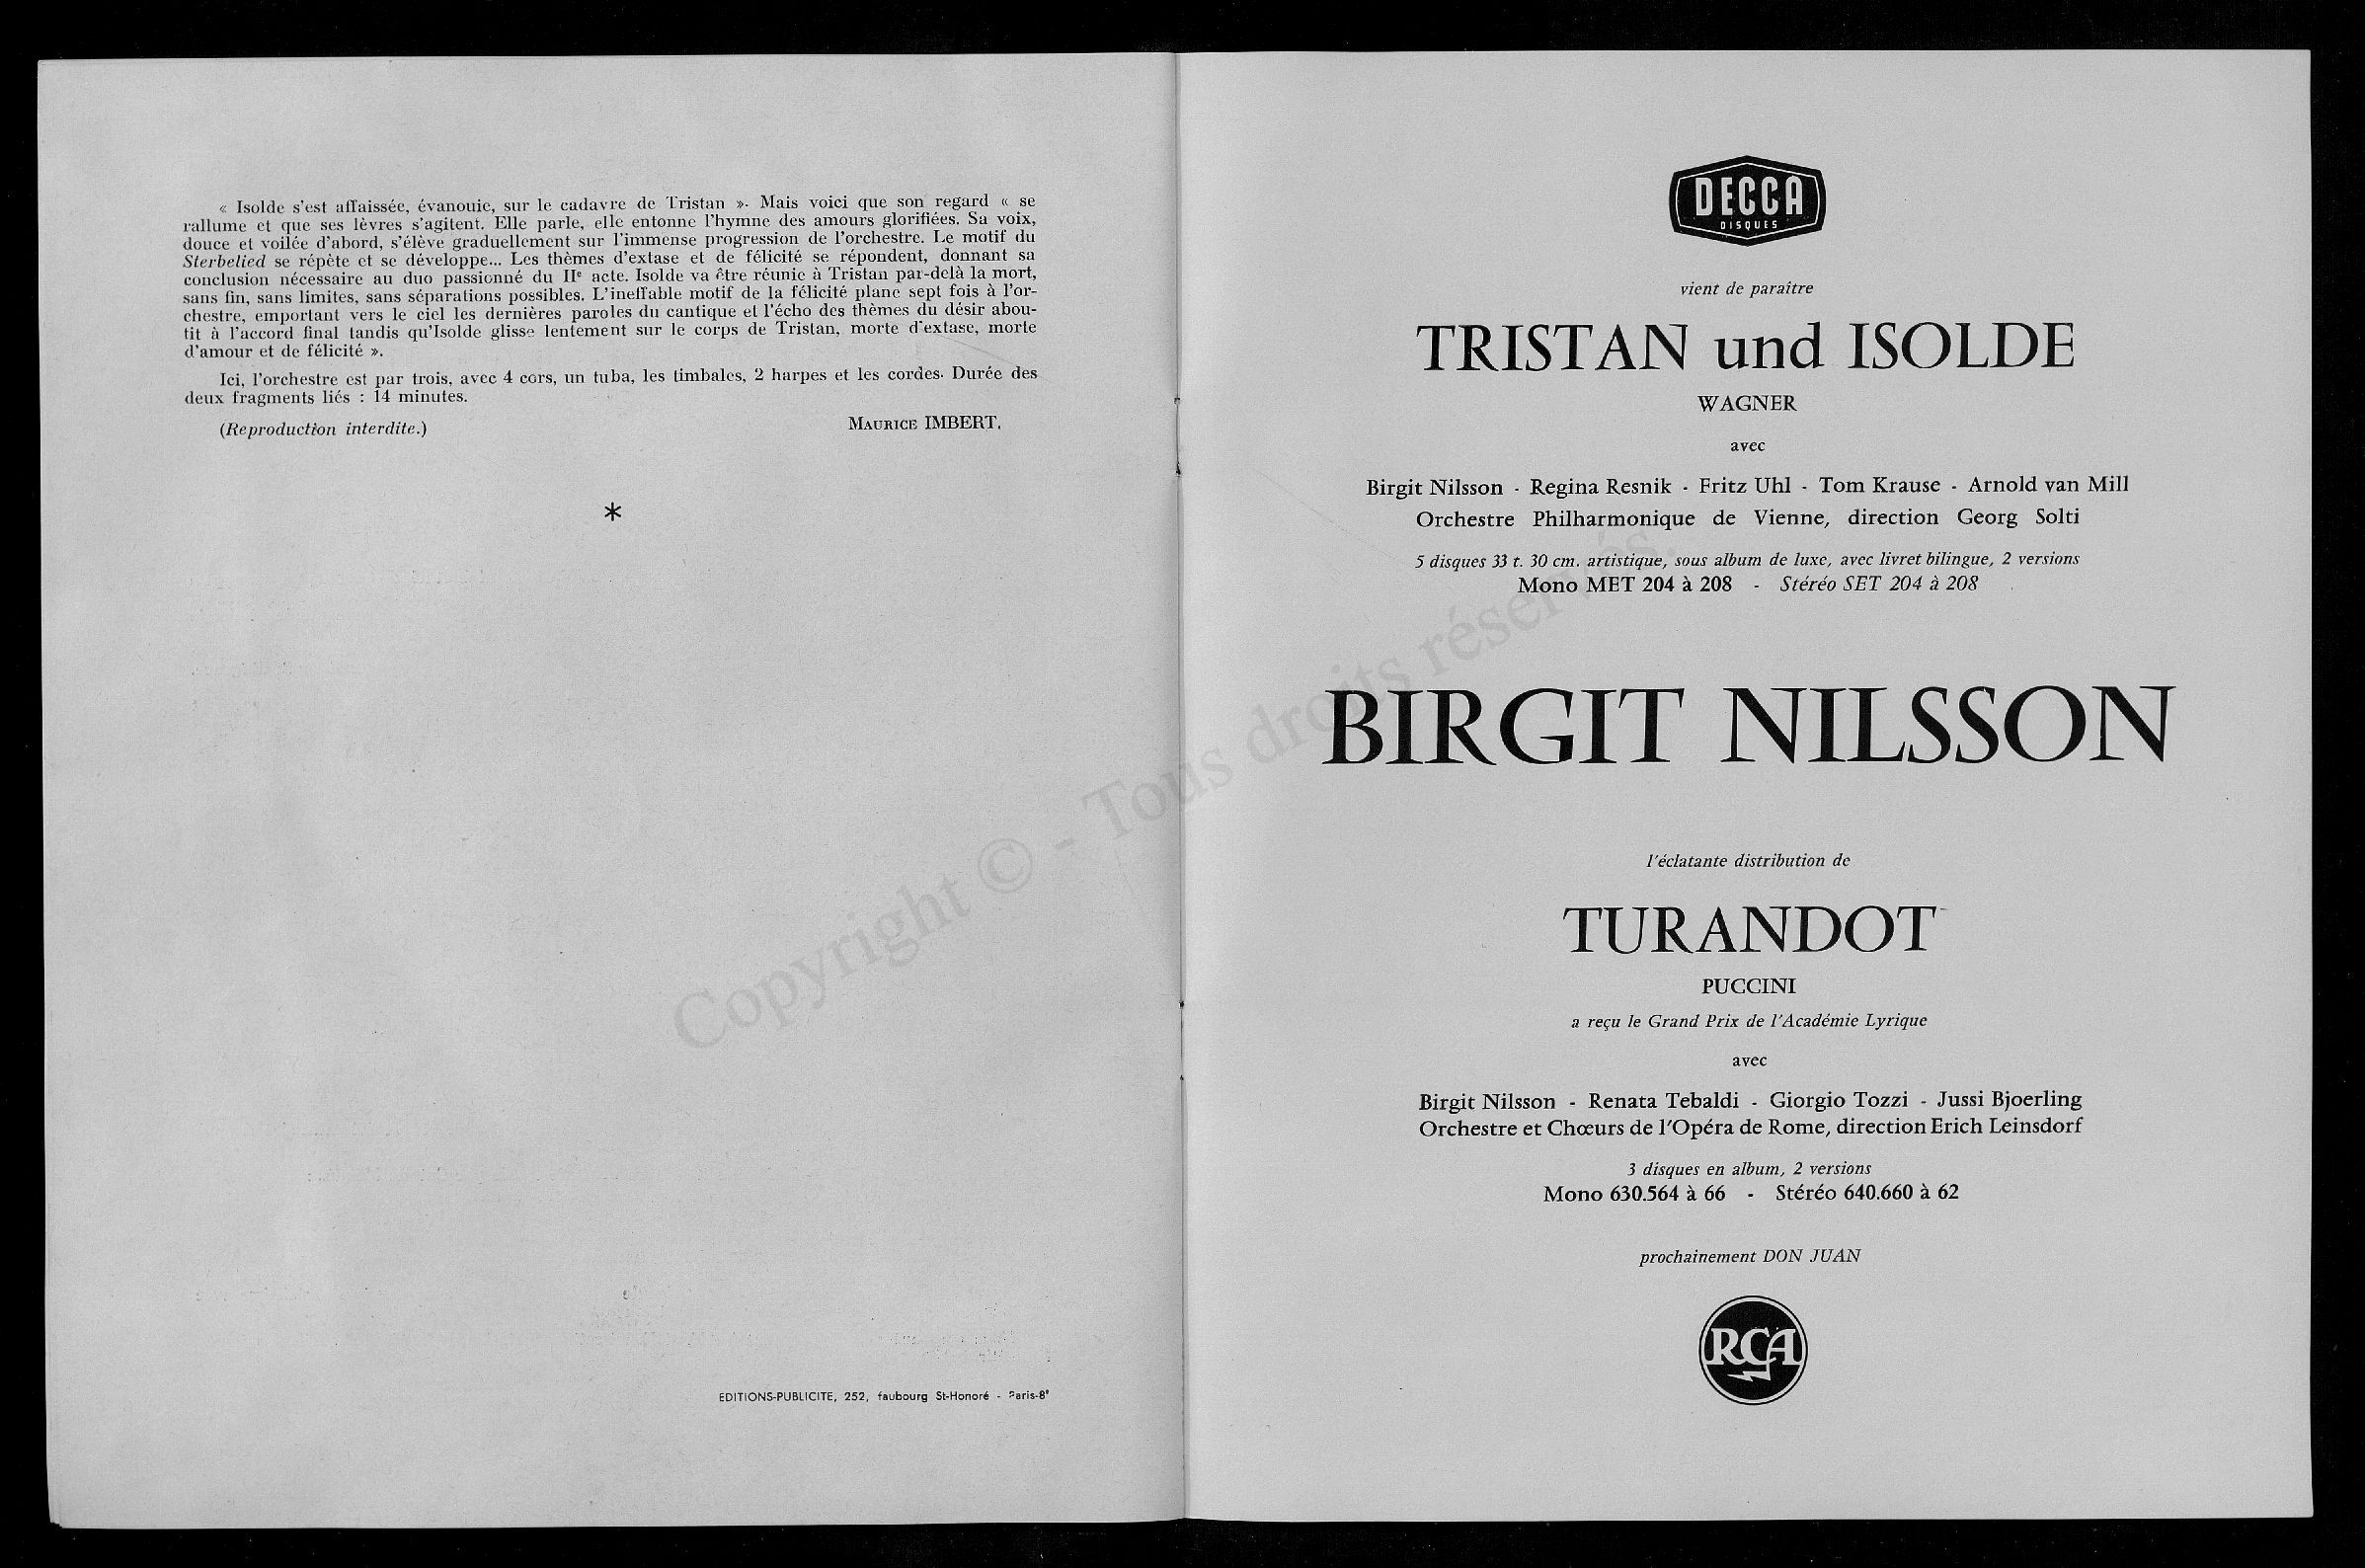 « Isolde s'est affaissée, évanouie, sur le cadavre de Tristan ». Mais voici que son regard « se
rallume et que ses lèvres s'agitent. Elle parle, elle entonne l'hymne des amours glorifiées. Sa voix,
douce et voilée d'abord, s'élève graduellement sur l'immense progression de l'orchestre. Le motif du
Sterbelied se répète et se développe... Les thèmes d'extase et de félicité se répondent, donnant sa
conclusion nécessaire au duo passionné du IIe acte. Isolde va être réunie à Tristan par-delà la mort,
sans fin, sans limites, sans séparations possibles. L'ineffable motif de la félicité plane sept fois à l'or-
chestre, emportant vers le ciel les dernières paroles du cantique et l'écho des thèmes du désir abou-
tit à l'accord final tandis qu'Isolde glisse lentement sur le corps de Tristan, morte d'extase, morte
d'amour et de félicité ».
Ici, l'orchestre est par trois, avec 4 cors, un tuba, les timbales, 2 harpes et les cordes. Durée des
deux fragments liés : 14 minutes.
(Reproduction interdite.) MAURICE IMBERT.
*
EDITIONS-PUBLICITE, 252, faubourg St-Honoré - Paris-8e
DECCA
DISQUES
vient de paraître
TRISTAN und ISOLDE
WAGNER
avec
Birgit Nilsson - Regina Resnik - Fritz Uhl - Tom Krause - Arnold van Mill
Orchestre Philharmonique de Vienne, direction Georg Solti
5 disques 33 t. 30 cm. artistique, sous album de luxe, avec livret bilingue, 2 versions
Mono MET 204 à 208 - Stéréo SET 204 à 208
BIRGIT NILSSON
l'éclatante distribution de
TURANDOT
PUCCINI
a reçu le Grand Prix de l'Académie Lyrique
avec
Birgit Nilsson - Renata Tebaldi - Giorgio Tozzi - Jussi Bjoerling
Orchestre et Chœurs de l'Opéra de Rome, direction Erich Leinsdorf
3 disques en album, 2 versions
Mono 630.564 à 66 - Stéréo 640.660 à 62
prochainement DON JUAN
RCA
Copyright © - Tous droits réservés.